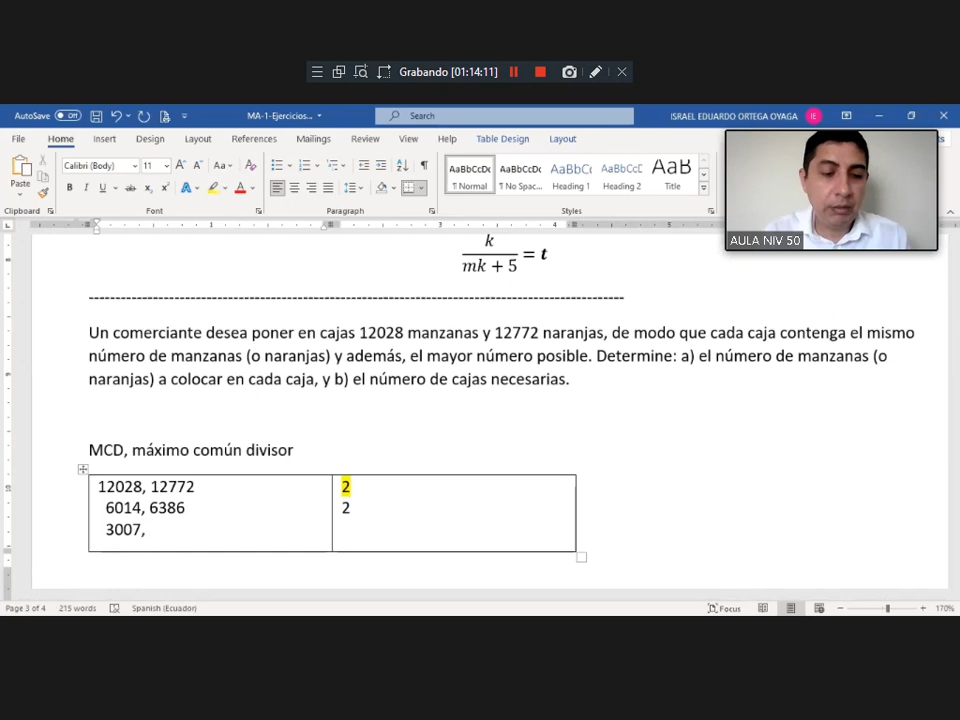 Grabando [01:14:11]
AutoSave Off MA-1-Ejercicios... Search ISRAEL EDUARDO ORTEGA OYAGA IE
File Home Insert Design Layout References Mailings Review View Help Table Design Layout
Paste Calibri (Body) 11 A A Aa AaBbCcDc AaBbCcDc AaBbCc AaBbCcC AaB
B I U ab x₂ x² A A ¶ Normal ¶ No Spac... Heading 1 Heading 2 Title
Clipboard Font Paragraph Styles
AULA NIV 50
k
mk + 5 = t
Un comerciante desea poner en cajas 12028 manzanas y 12772 naranjas, de modo que cada caja contenga el mismo
número de manzanas (o naranjas) y además, el mayor número posible. Determine: a) el número de manzanas (o
naranjas) a colocar en cada caja, y b) el número de cajas necesarias.
MCD, máximo común divisor
12028, 12772 2
6014, 6386 2
3007,
Page 3 of 4 215 words Spanish (Ecuador) Focus 170%